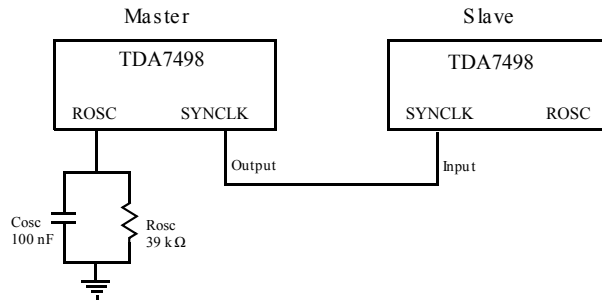 Master
Slave
TDA7498
TDA7498
ROSC
SYNCLK
SYNCLK
ROSC
Output
Input
Cosc
100 nF
Rosc
39 kΩ